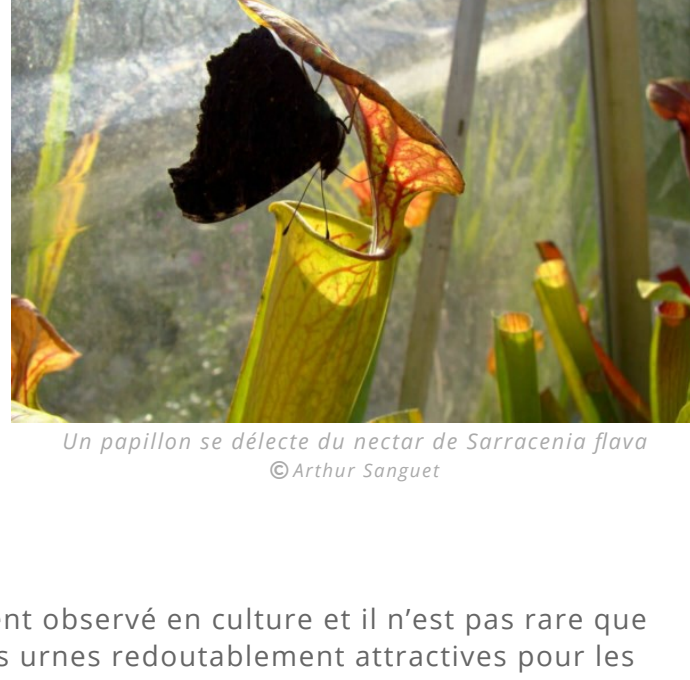 Un papillon se délecte du nectar de Sarracenia flava
©Arthur Sanguet
nt observé en culture et il n’est pas rare que
s urnes redoutablement attractives pour les